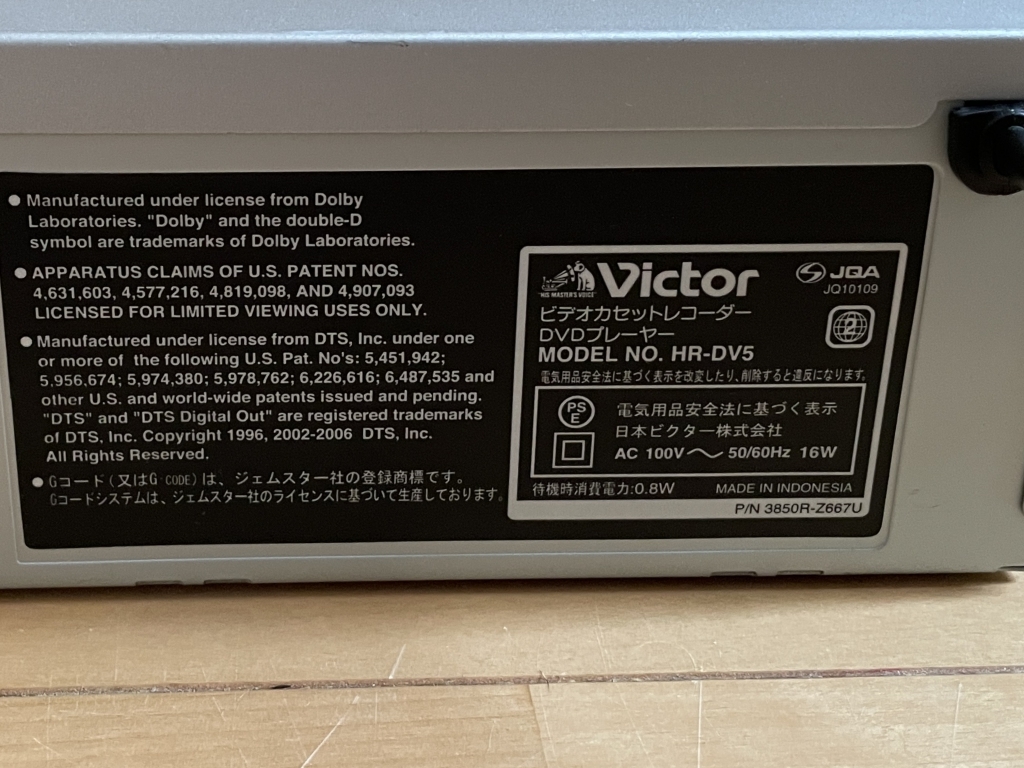 ● Manufactured under license from Dolby
Laboratories. "Dolby" and the double-D
symbol are trademarks of Dolby Laboratories.
● APPARATUS CLAIMS OF U.S. PATENT NOS.
4,631,603, 4,577,216, 4,819,098, AND 4,907,093
LICENSED FOR LIMITED VIEWING USES ONLY.
● Manufactured under license from DTS, Inc. under one
or more of the following U.S. Pat. No's: 5,451,942;
5,956,674; 5,974,380; 5,978,762; 6,226,616; 6,487,535 and
other U.S. and world-wide patents issued and pending.
"DTS" and "DTS Digital Out" are registered trademarks
of DTS, Inc. Copyright 1996, 2002-2006 DTS, Inc.
All Rights Reserved.
● Gコード(又はG-CODE)は、ジェムスター社の登録商標です。
Gコードシステムは、ジェムスター社のライセンスに基づいて生産しております。
"HIS MASTER'S VOICE"
Victor
JQA
JQ10109
ビデオカセットレコーダー
DVDプレーヤー
2
MODEL NO. HR-DV5
電気用品安全法に基づく表示を改変したり、削除すると違反になります。
PS
E
電気用品安全法に基づく表示
日本ビクター株式会社
AC 100V〜 50/60Hz 16W
待機時消費電力:0.8W MADE IN INDONESIA
P/N 3850R-Z667U